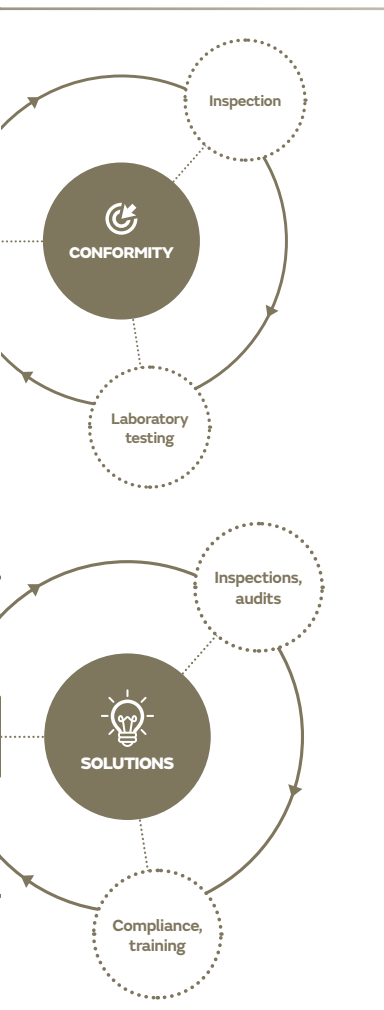 Inspection
CONFORMITY
Laboratory
testing
Inspections,
audits
SOLUTIONS
Compliance,
training